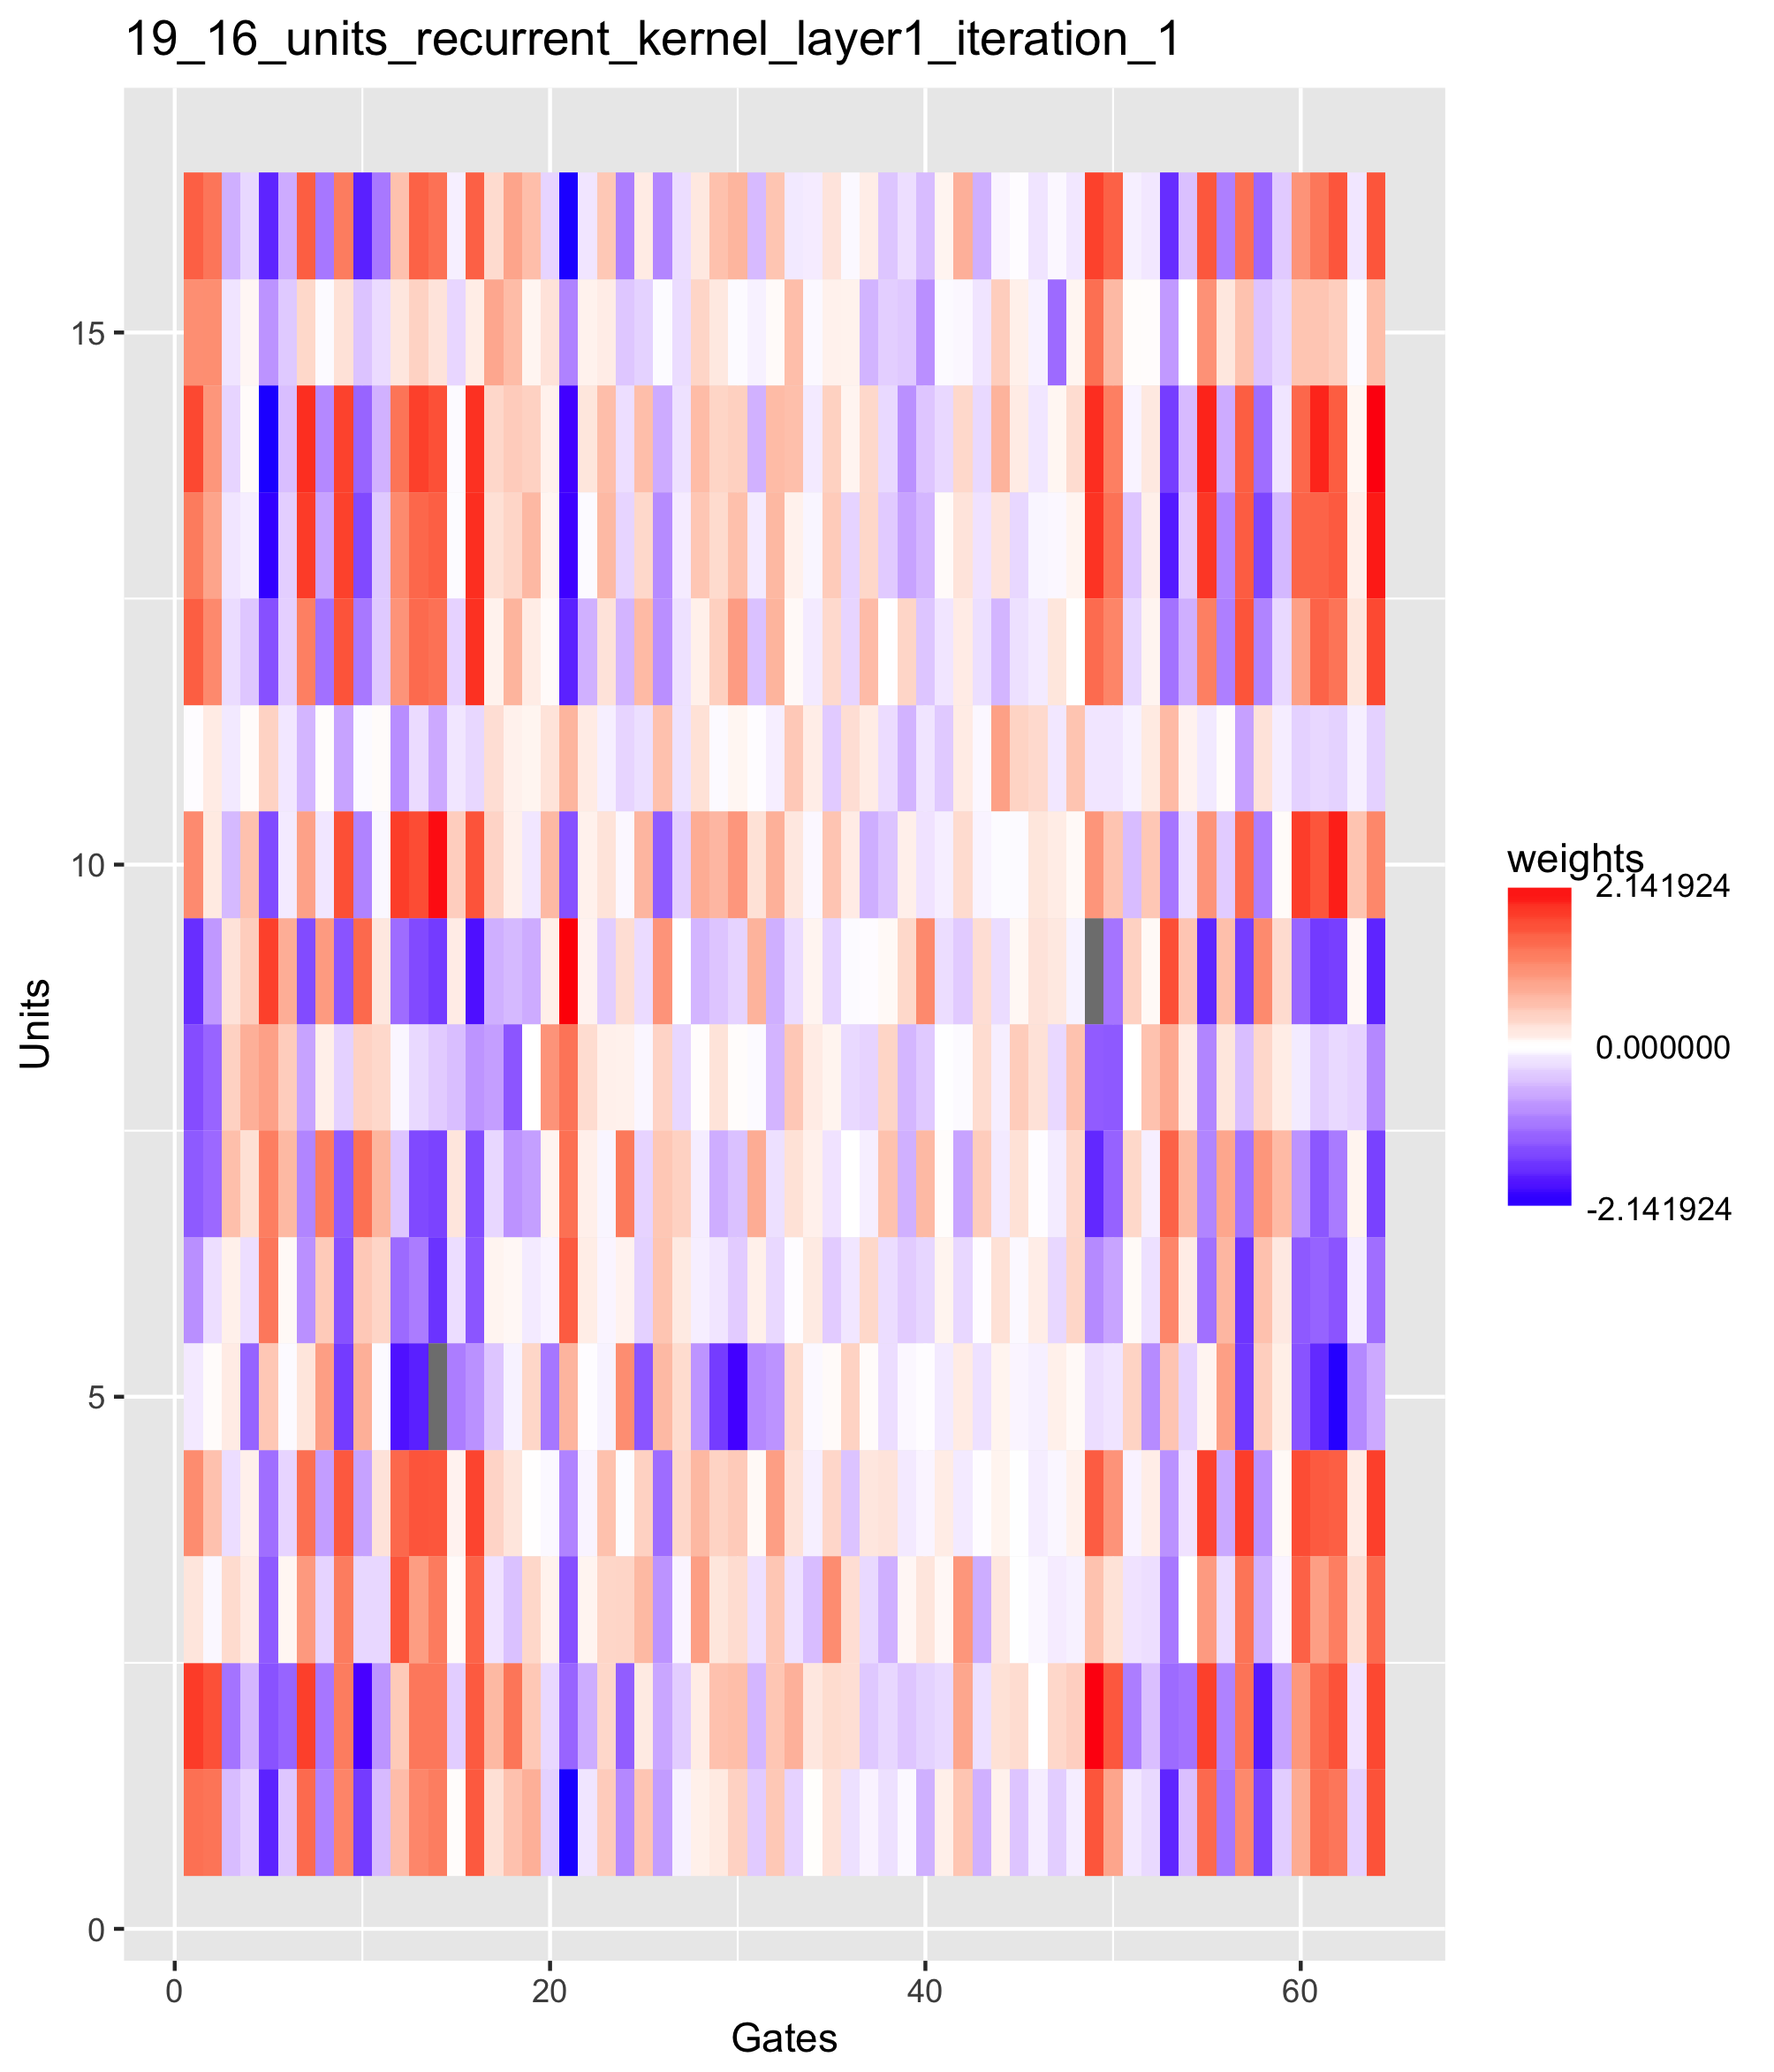 19_16_units_recurrent_kernel_layer1_iteration_1
15
10
5
0
Units
0
20
40
60
Gates
weights
2.141924
0.000000
-2.141924